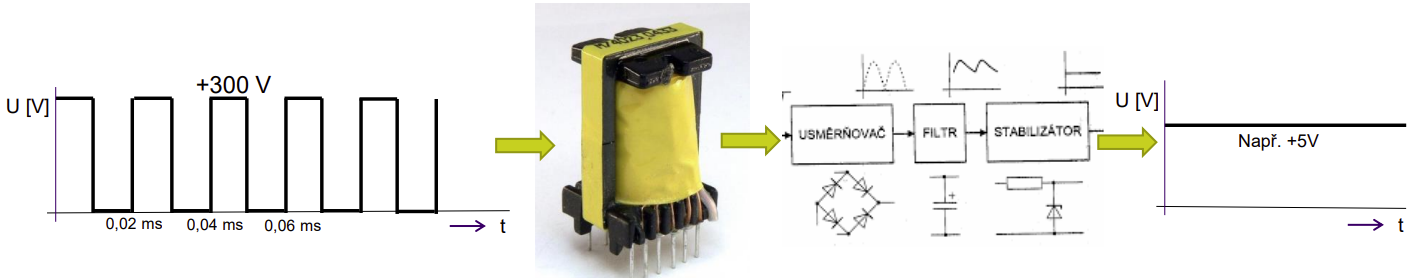 +300 V
U [V]
0,02 ms
0,04 ms
0,06 ms
t
USMĚRŇOVAČ
FILTR
STABILIZÁTOR
+
U [V]
Např. +5V
t